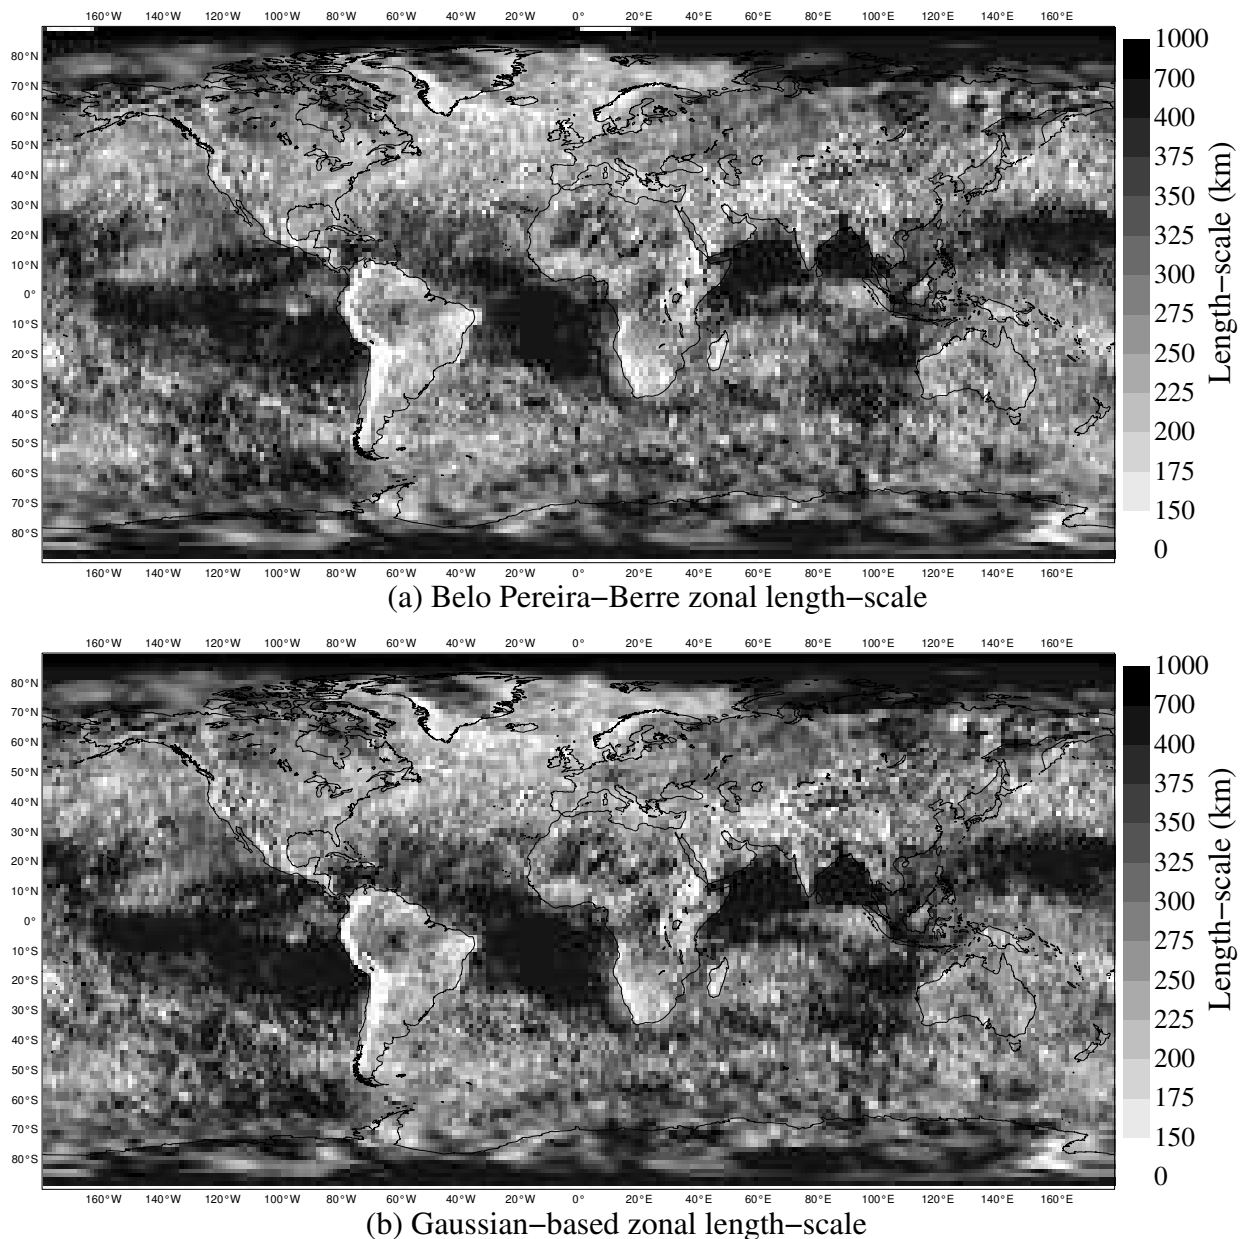 160°W 140°W 120°W 100°W 80°W 60°W 40°W 20°W 0° 20°E 40°E 60°E 80°E 100°E 120°E 140°E 160°E
80°N
70°N
60°N
50°N
40°N
30°N
20°N
10°N
0°
10°S
20°S
30°S
40°S
50°S
60°S
70°S
80°S
1000
700
400
375
350
325
300
275
250
225
200
175
150
0
Length−scale (km)
160°W 140°W 120°W 100°W 80°W 60°W 40°W 20°W 0° 20°E 40°E 60°E 80°E 100°E 120°E 140°E 160°E
(a) Belo Pereira−Berre zonal length−scale
160°W 140°W 120°W 100°W 80°W 60°W 40°W 20°W 0° 20°E 40°E 60°E 80°E 100°E 120°E 140°E 160°E
80°N
70°N
60°N
50°N
40°N
30°N
20°N
10°N
0°
10°S
20°S
30°S
40°S
50°S
60°S
70°S
80°S
1000
700
400
375
350
325
300
275
250
225
200
175
150
0
Length−scale (km)
160°W 140°W 120°W 100°W 80°W 60°W 40°W 20°W 0° 20°E 40°E 60°E 80°E 100°E 120°E 140°E 160°E
(b) Gaussian−based zonal length−scale